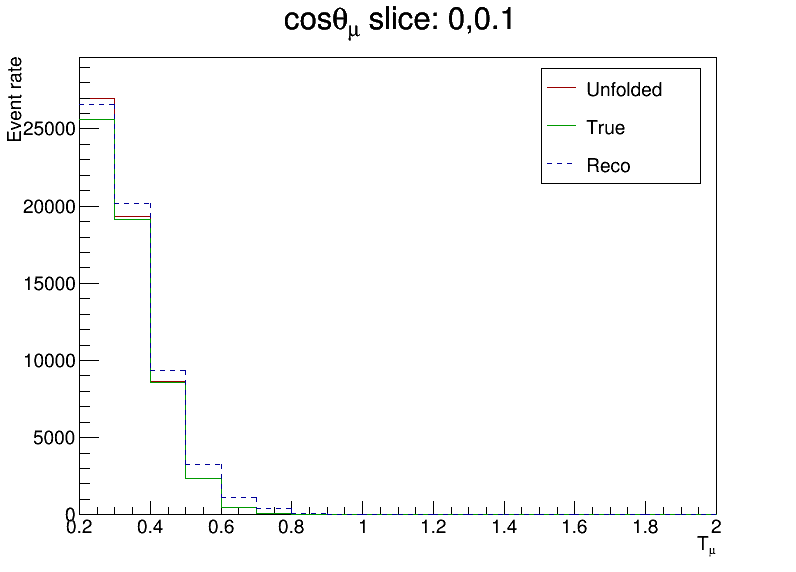 cosθμ slice: 0,0.1
Event rate
Unfolded
True
Reco
25000
20000
15000
10000
5000
0
0.2 0.4 0.6 0.8 1 1.2 1.4 1.6 1.8 2
Tμ